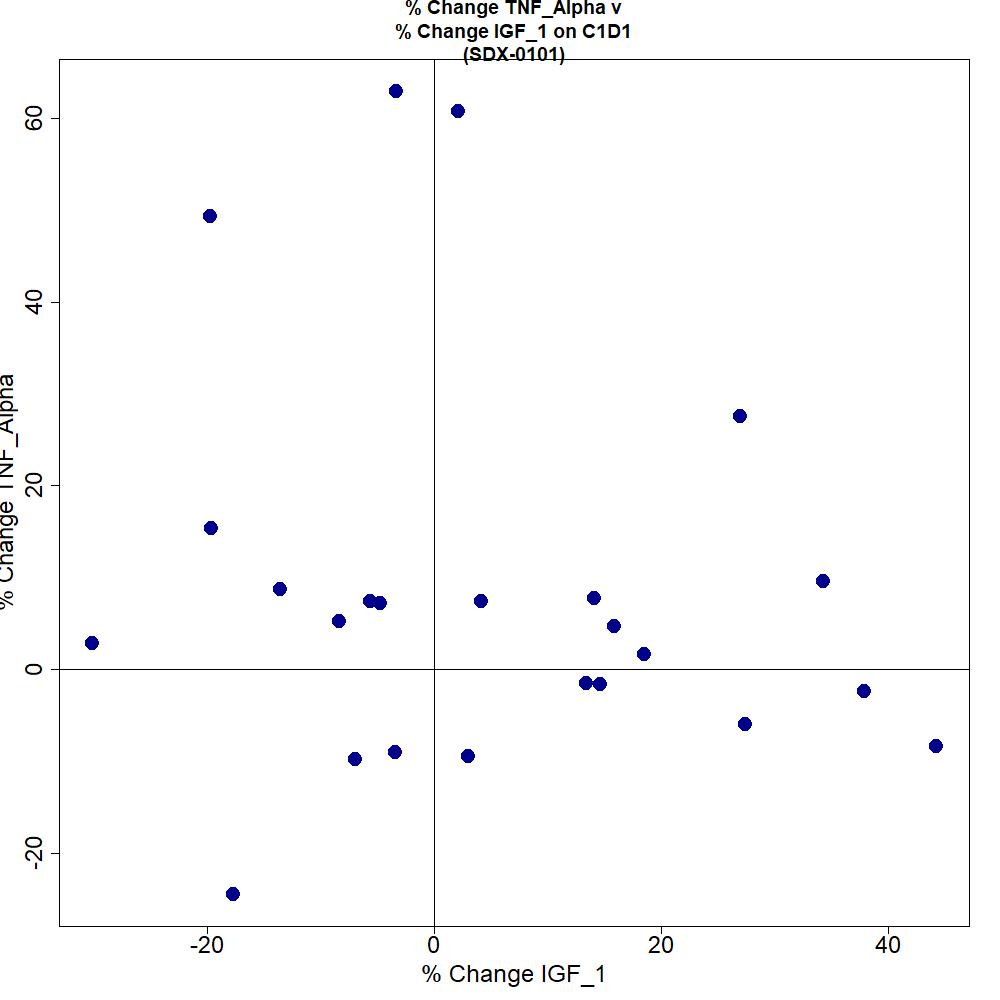 % Change TNF_Alpha v
% Change IGF_1 on C1D1
(SDX-0101)
60
40
20
0
-20
% Change TNF_Alpha
-20
0
20
40
% Change IGF_1